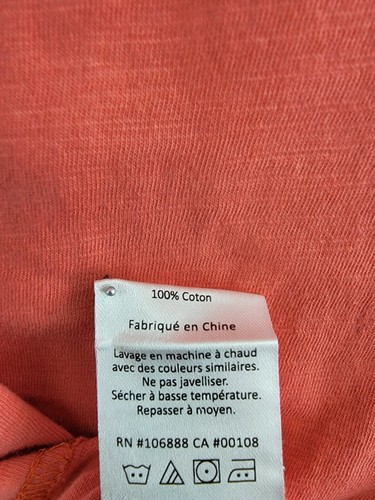 100% Coton
Fabriqué en Chine
Lavage en machine à chaud
avec des couleurs similaires.
Ne pas javelliser.
Sécher à basse température.
Repasser à moyen.
RN #106888 CA #00108